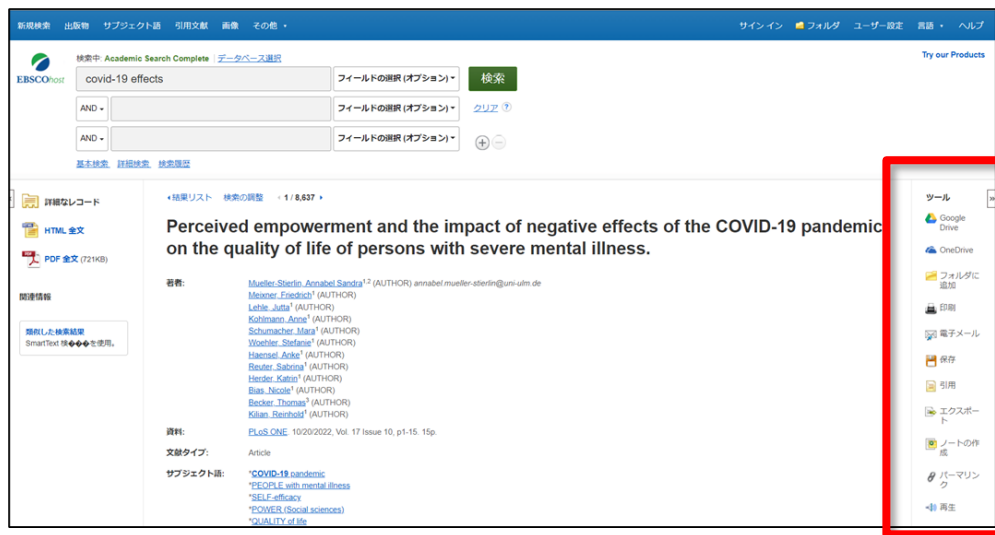 新規検索 出版物 サブジェクト語 引用文献 画像 その他 サインイン フォルダ ユーザー設定 言語 ヘルプ
検索中: Academic Search Complete データベース選択 Try our Products
EBSCOhost
covid-19 effects フィールドの選択 (オプション) 検索
AND フィールドの選択 (オプション) クリア ?
AND フィールドの選択 (オプション)
基本検索 詳細検索 検索履歴
詳細なレコード
HTML 全文
PDF 全文 (721KB)
関連情報
類似した検索結果
SmartText 検���を使用。
結果リスト 検索の調整 1 / 8,637
Perceived empowerment and the impact of negative effects of the COVID-19 pandemic
on the quality of life of persons with severe mental illness.
著者: Mueller-Stierlin, Annabel Sandra1,2 (AUTHOR) annabel.mueller-stierlin@uni-ulm.de
Meixner, Friedrich1 (AUTHOR)
Lehle, Jutta1 (AUTHOR)
Kohlmann, Anne1 (AUTHOR)
Schumacher, Mara1 (AUTHOR)
Woehler, Stefanie1 (AUTHOR)
Haensel, Anke1 (AUTHOR)
Reuter, Sabrina1 (AUTHOR)
Herder, Katrin1 (AUTHOR)
Bias, Nicole1 (AUTHOR)
Becker, Thomas3 (AUTHOR)
Kilian, Reinhold1 (AUTHOR)
資料: PLoS ONE. 10/20/2022, Vol. 17 Issue 10, p1-15. 15p.
文献タイプ: Article
サブジェクト語: *COVID-19 pandemic
*PEOPLE with mental illness
*SELF-efficacy
*POWER (Social sciences)
*QUALITY of life
ツール
Google
Drive
OneDrive
フォルダに
追加
印刷
電子メール
保存
引用
エクスポー
ト
ノートの作
成
パーマリン
ク
再生